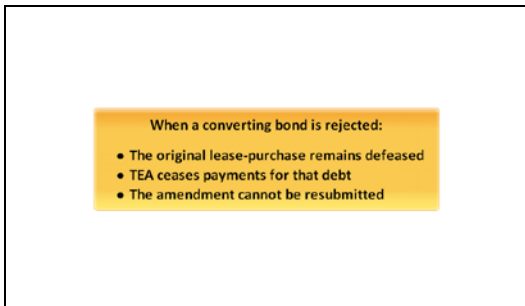 When a converting bond is rejected:
• The original lease-purchase remains defeased
• TEA ceases payments for that debt
• The amendment cannot be resubmitted